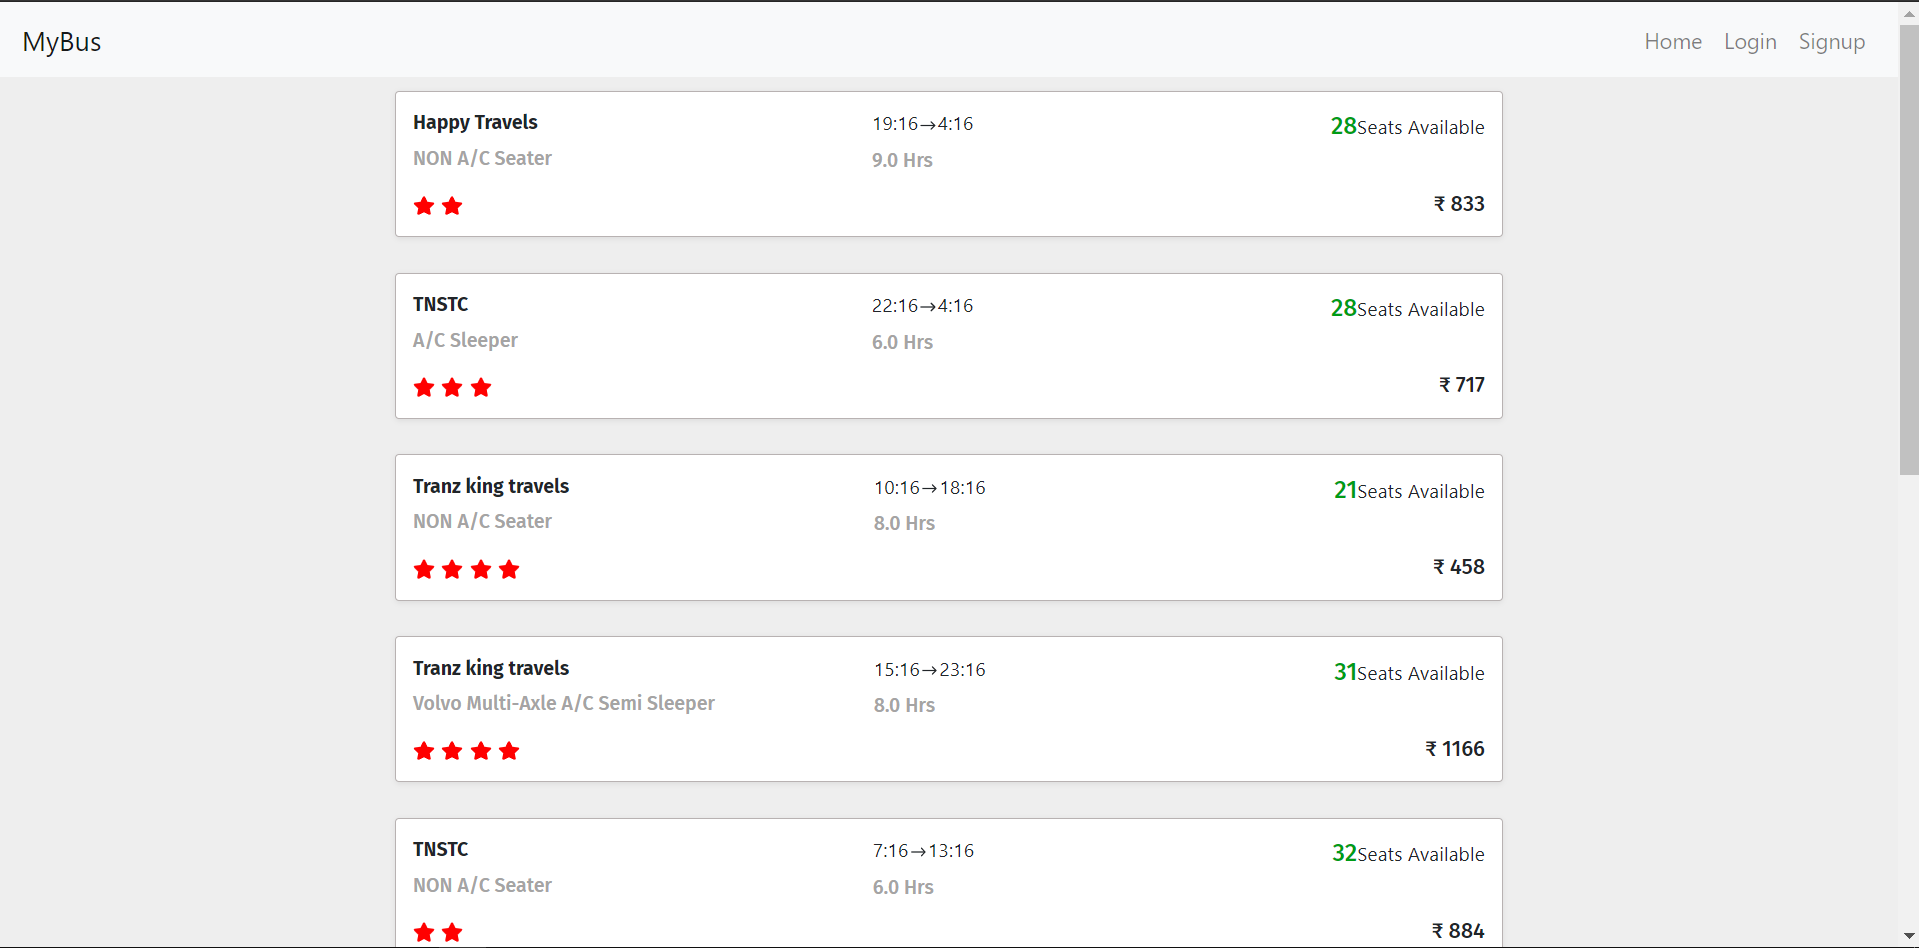 MyBus Home Login Signup
Happy Travels 19:16→4:16 28Seats Available
NON A/C Seater 9.0 Hrs
₹ 833
TNSTC 22:16→4:16 28Seats Available
A/C Sleeper 6.0 Hrs
₹ 717
Tranz king travels 10:16→18:16 21Seats Available
NON A/C Seater 8.0 Hrs
₹ 458
Tranz king travels 15:16→23:16 31Seats Available
Volvo Multi-Axle A/C Semi Sleeper 8.0 Hrs
₹ 1166
TNSTC 7:16→13:16 32Seats Available
NON A/C Seater 6.0 Hrs
₹ 884